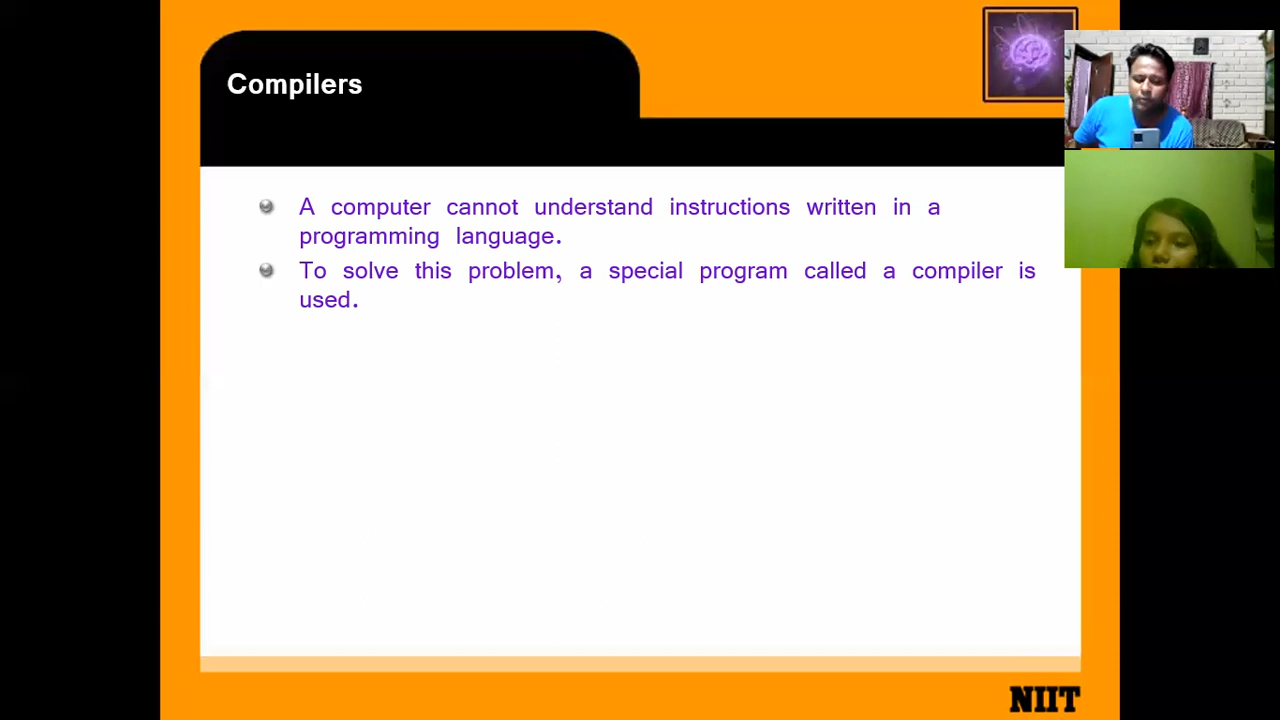 Compilers
A computer cannot understand instructions written in a
programming language.
To solve this problem, a special program called a compiler is
used.
NIIT